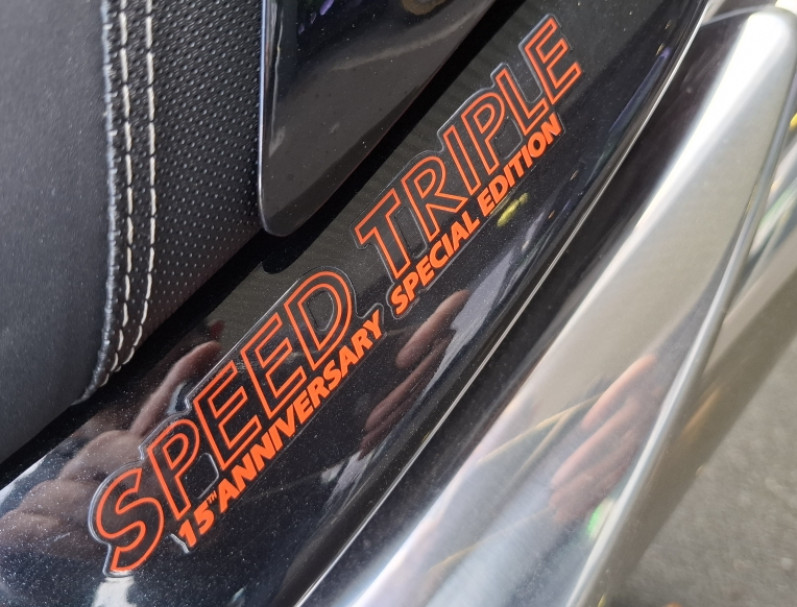 SPEED TRIPLE
15TH ANNIVERSARY SPECIAL EDITION